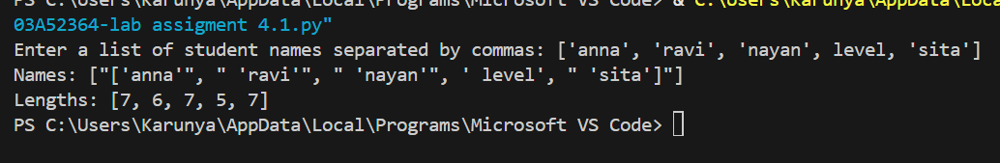 PS C:\Users\Karunya\AppData\Local\Programs\Microsoft VS Code> & C:\Users\Karunya\AppData\Loca
03A52364-lab assigment 4.1.py"
Enter a list of student names separated by commas: ['anna', 'ravi', 'nayan', level, 'sita']
Names: ["['anna'", " 'ravi'", " 'nayan'", ' level', " 'sita']"]
Lengths: [7, 6, 7, 5, 7]
PS C:\Users\Karunya\AppData\Local\Programs\Microsoft VS Code>